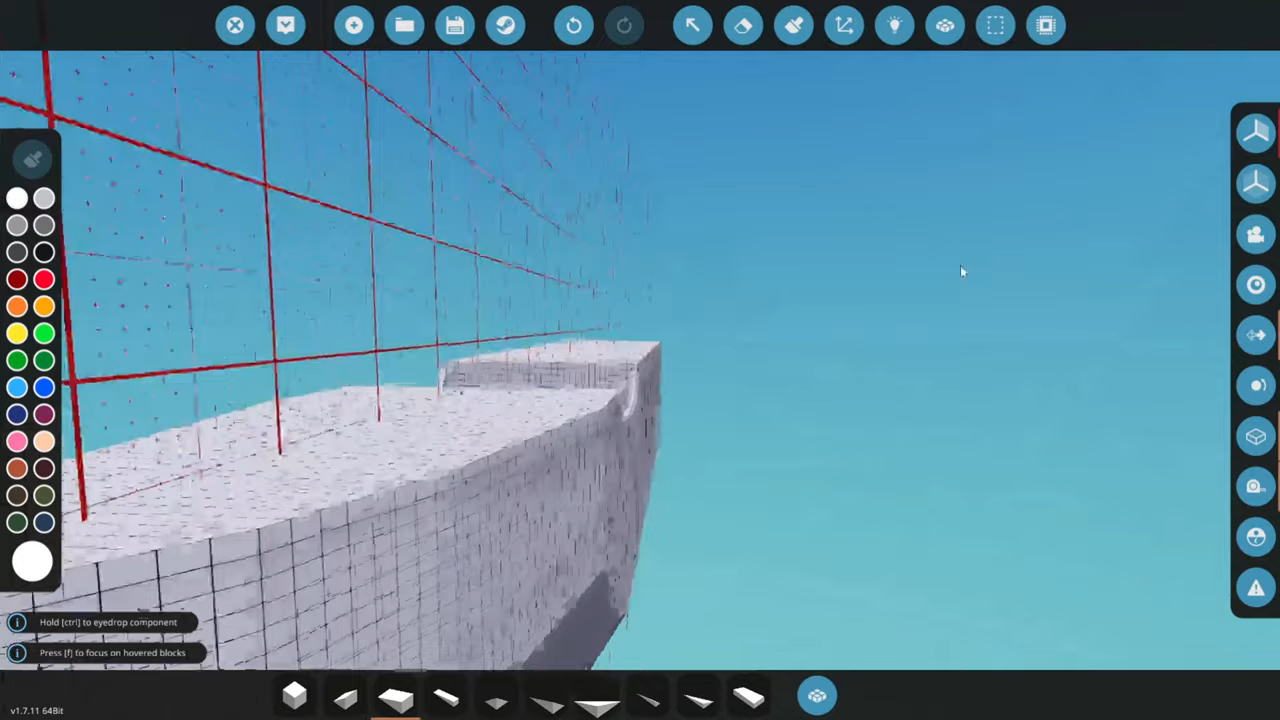 Hold [ctrl] to eyedrop component
Press [f] to focus on hovered blocks
v1.7.11 64Bit